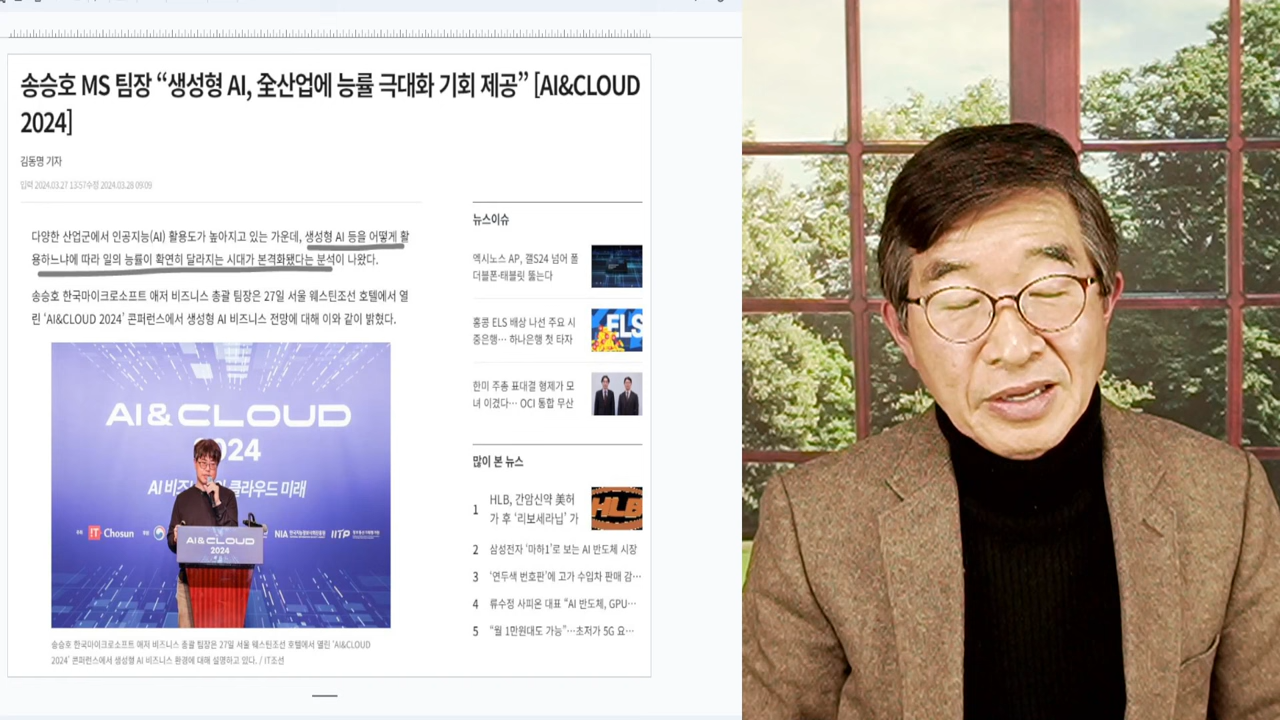 송승호 MS 팀장 “생성형 AI, 全산업에 능률 극대화 기회 제공” [AI&CLOUD
2024]
김동명 기자
입력 2024.03.27 13:57수정 2024.03.28 09:09
다양한 산업군에서 인공지능(AI) 활용도가 높아지고 있는 가운데, 생성형 AI 등을 어떻게 활
용하느냐에 따라 일의 능률이 확연히 달라지는 시대가 본격화됐다는 분석이 나왔다.
송승호 한국마이크로소프트 애저 비즈니스 총괄 팀장은 27일 서울 웨스틴조선 호텔에서 열
린 ‘AI&CLOUD 2024’ 콘퍼런스에서 생성형 AI 비즈니스 전망에 대해 이와 같이 밝혔다.
AI & CLOUD
2024
AI 비즈 클라우드 미래
IT Chosun
NIA
IITP
AI & CLOUD
2024
송승호 한국마이크로소프트 애저 비즈니스 총괄 팀장은 27일 웨스틴조선 호텔에서 열린 ‘AI&CLOUD
2024’ 콘퍼런스에서 생성형 AI 비즈니스 환경에 대해 설명하고 있다. / IT조선
뉴스이슈
엑시노스 AP, 갤S24 넘어 폴
더블폰·태블릿 뚫는다
홍콩 ELS 배상 나선 주요 시
중은행… 하나은행 첫 타자
ELS
한미 주총 표대결 형제가 모
녀 이겼다… OCI 통합 무산
많이 본 뉴스
1 HLB, 간암신약 美허
가 후 ‘리보세라닙’ 가
HLB
2 삼성전자 ‘마하1’로 보는 AI 반도체 시장
3 ‘연두색 번호판’에 고가 수입차 판매 감…
4 류수정 사피온 대표 “AI 반도체, GPU…
5 “월 1만원대도 가능”…초저가 5G 요…